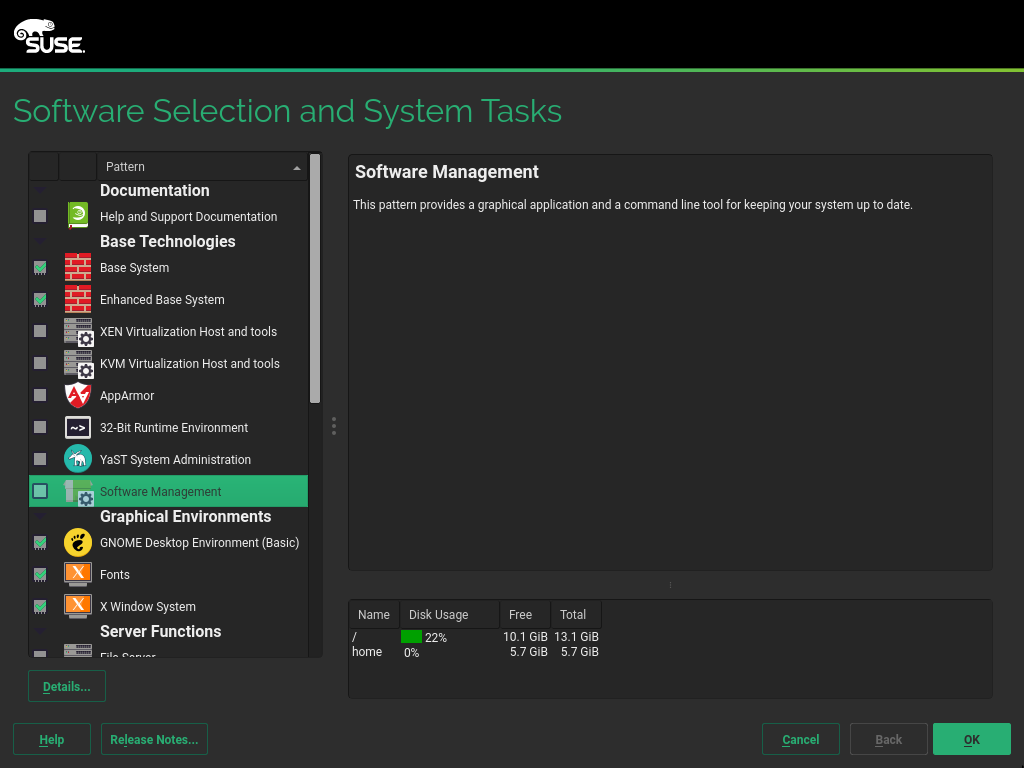 SUSE.
Software Selection and System Tasks
Pattern
Documentation
Help and Support Documentation
Base Technologies
Base System
Enhanced Base System
XEN Virtualization Host and tools
KVM Virtualization Host and tools
AppArmor
~> 32-Bit Runtime Environment
YaST System Administration
Software Management
Graphical Environments
GNOME Desktop Environment (Basic)
X Fonts
X X Window System
Server Functions
File Server
Details...
Software Management
This pattern provides a graphical application and a command line tool for keeping your system up to date.
Name Disk Usage Free Total
/ 22% 10.1 GiB 13.1 GiB
home 0% 5.7 GiB 5.7 GiB
Help Release Notes... Cancel Back OK